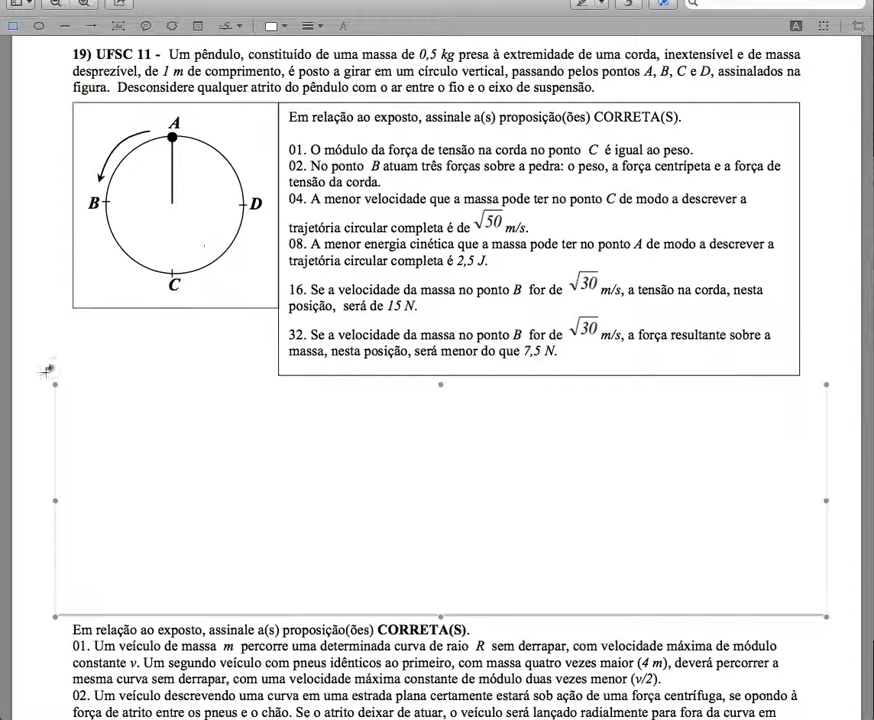 19) UFSC 11 - Um pêndulo, constituído de uma massa de 0,5 kg presa à extremidade de uma corda, inextensível e de massa
desprezível, de 1 m de comprimento, é posto a girar em um círculo vertical, passando pelos pontos A, B, C e D, assinalados na
figura. Desconsidere qualquer atrito do pêndulo com o ar entre o fio e o eixo de suspensão.
A
B
D
C
Em relação ao exposto, assinale a(s) proposição(ões) CORRETA(S).
01. O módulo da força de tensão na corda no ponto C é igual ao peso.
02. No ponto B atuam três forças sobre a pedra: o peso, a força centrípeta e a força de
tensão da corda.
04. A menor velocidade que a massa pode ter no ponto C de modo a descrever a
trajetória circular completa é de √50 m/s.
08. A menor energia cinética que a massa pode ter no ponto A de modo a descrever a
trajetória circular completa é 2,5 J.
16. Se a velocidade da massa no ponto B for de √30 m/s, a tensão na corda, nesta
posição, será de 15 N.
32. Se a velocidade da massa no ponto B for de √30 m/s, a força resultante sobre a
massa, nesta posição, será menor do que 7,5 N.
Em relação ao exposto, assinale a(s) proposição(ões) CORRETA(S).
01. Um veículo de massa m percorre uma determinada curva de raio R sem derrapar, com velocidade máxima de módulo
constante v. Um segundo veículo com pneus idênticos ao primeiro, com massa quatro vezes maior (4 m), deverá percorrer a
mesma curva sem derrapar, com uma velocidade máxima constante de módulo duas vezes menor (v/2).
02. Um veículo descrevendo uma curva em uma estrada plana certamente estará sob ação de uma força centrífuga, se opondo à
força de atrito entre os pneus e o chão. Se o atrito deixar de atuar, o veículo será lançado radialmente para fora da curva em